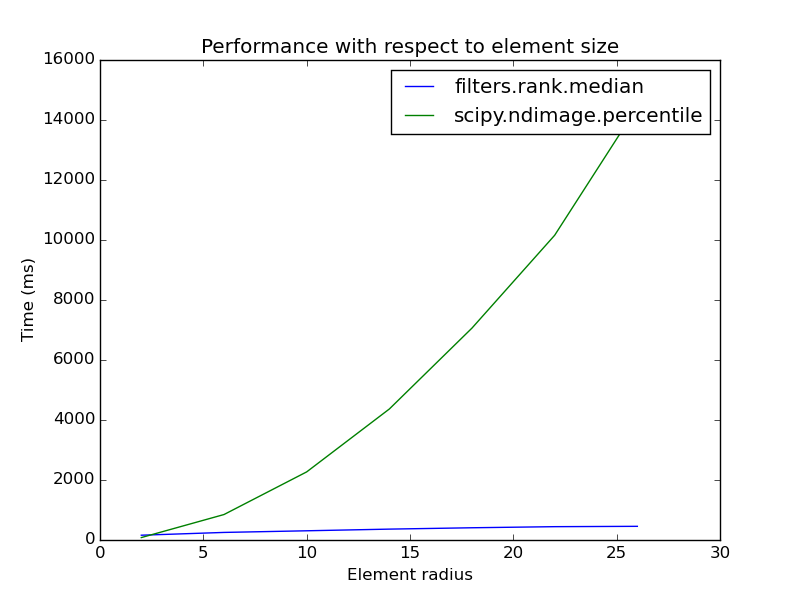 Performance with respect to element size
16000
14000
12000
10000
8000
6000
4000
2000
0
Time (ms)
filters.rank.median
scipy.ndimage.percentile
0 5 10 15 20 25 30
Element radius